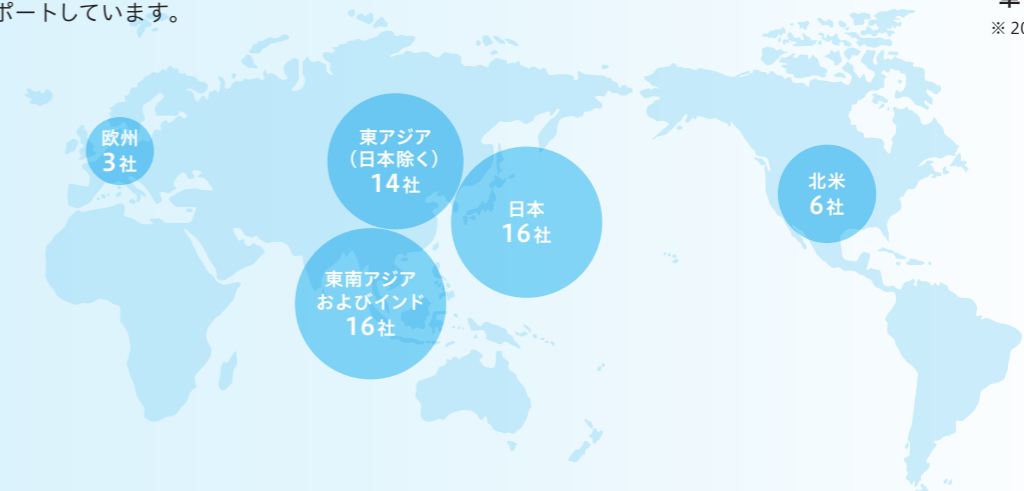 ポートしています。
※ 20
欧州
3社
東アジア
（日本除く）
14社
日本
16社
北米
6社
東南アジア
およびインド
16社